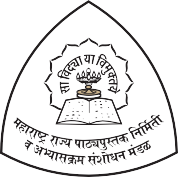 सा विद्या या विमुक्तये
महाराष्ट्र राज्य पाठ्यपुस्तक निर्मिती
व अभ्यासक्रम संशोधन मंडळ